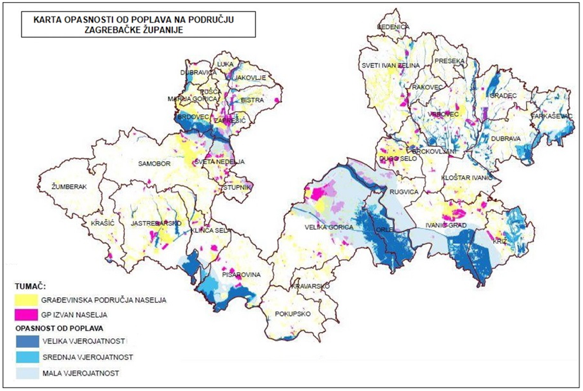 KARTA OPASNOSTI OD POPLAVA NA PODRUČJU
ZAGREBAČKE ŽUPANIJE
BEDENICA
LUKA
DUBRAVICA
JAKOVLJE
PUŠĆA
MARIJA GORICA
BISTRA
BRDOVEC
ZAPREŠIĆ
SVETI IVAN ZELINA
PRESEKA
RAKOVEC
GRADEC
VRBOVEC
FARKAŠEVAC
DUBRAVA
BRCKOVLJANI
DUGO SELO
KLOŠTAR IVANIĆ
RUGVICA
SAMOBOR
SVETA NEDELJA
STUPNIK
ŽUMBERAK
KRAŠIĆ
JASTREBARSKO
KLINČA SELA
VELIKA GORICA
ORLE
IVANIĆ-GRAD
KRIŽ
PISAROVINA
KRAVARSKO
POKUPSKO
TUMAČ:
GRAĐEVINSKA PODRUČJA NASELJA
GP IZVAN NASELJA
OPASNOST OD POPLAVA
VELIKA VJEROJATNOST
SREDNJA VJEROJATNOST
MALA VJEROJATNOST